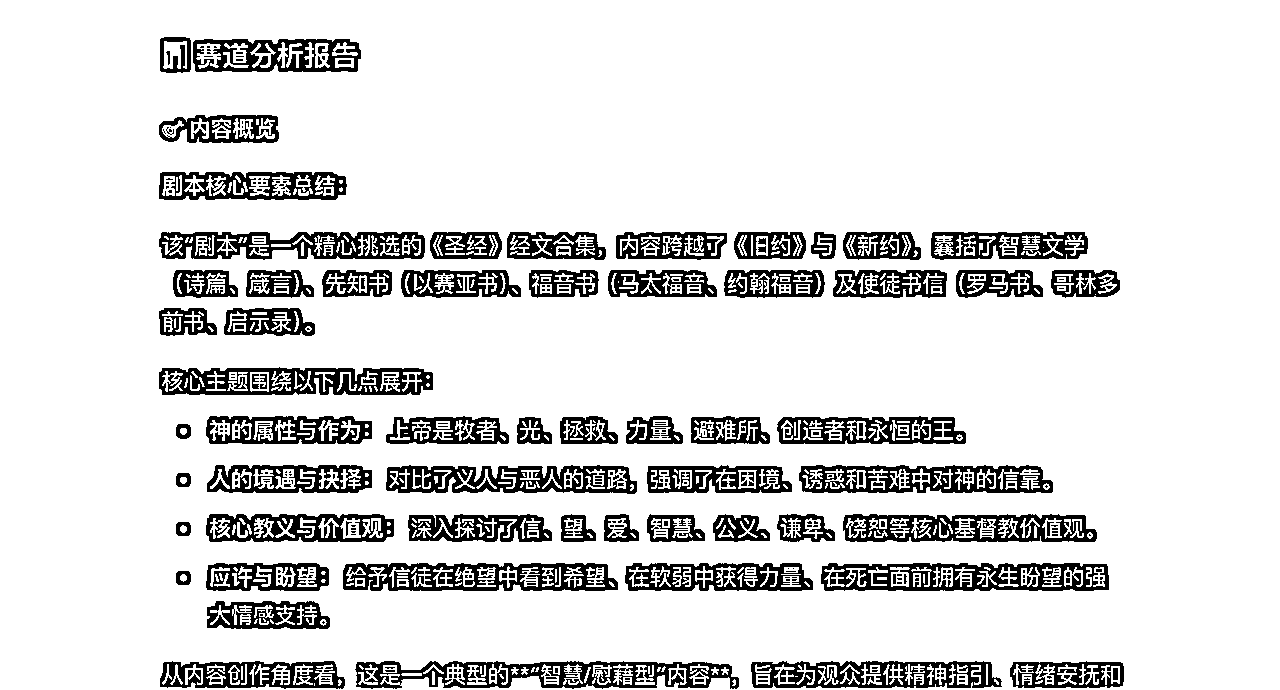 📊 赛道分析报告
🎯 内容概览
剧本核心要素总结：
该“剧本”是一个精心挑选的《圣经》经文合集，内容跨越了《旧约》与《新约》，囊括了智慧文学
（诗篇、箴言）、先知书（以赛亚书）、福音书（马太福音、约翰福音）及使徒书信（罗马书、哥林多
前书、启示录）。
核心主题围绕以下几点展开：
神的属性与作为： 上帝是牧者、光、拯救、力量、避难所、创造者和永恒的王。
人的境遇与抉择： 对比了义人与恶人的道路，强调了在困境、诱惑和苦难中对神的信靠。
核心教义与价值观： 深入探讨了信、望、爱、智慧、公义、谦卑、饶恕等核心基督教价值观。
应许与盼望： 给予信徒在绝望中看到希望、在软弱中获得力量、在死亡面前拥有永生盼望的强
大情感支持。
从内容创作角度看，这是一个典型的**“智慧/慰藉型”内容**，旨在为观众提供精神指引、情绪安抚和